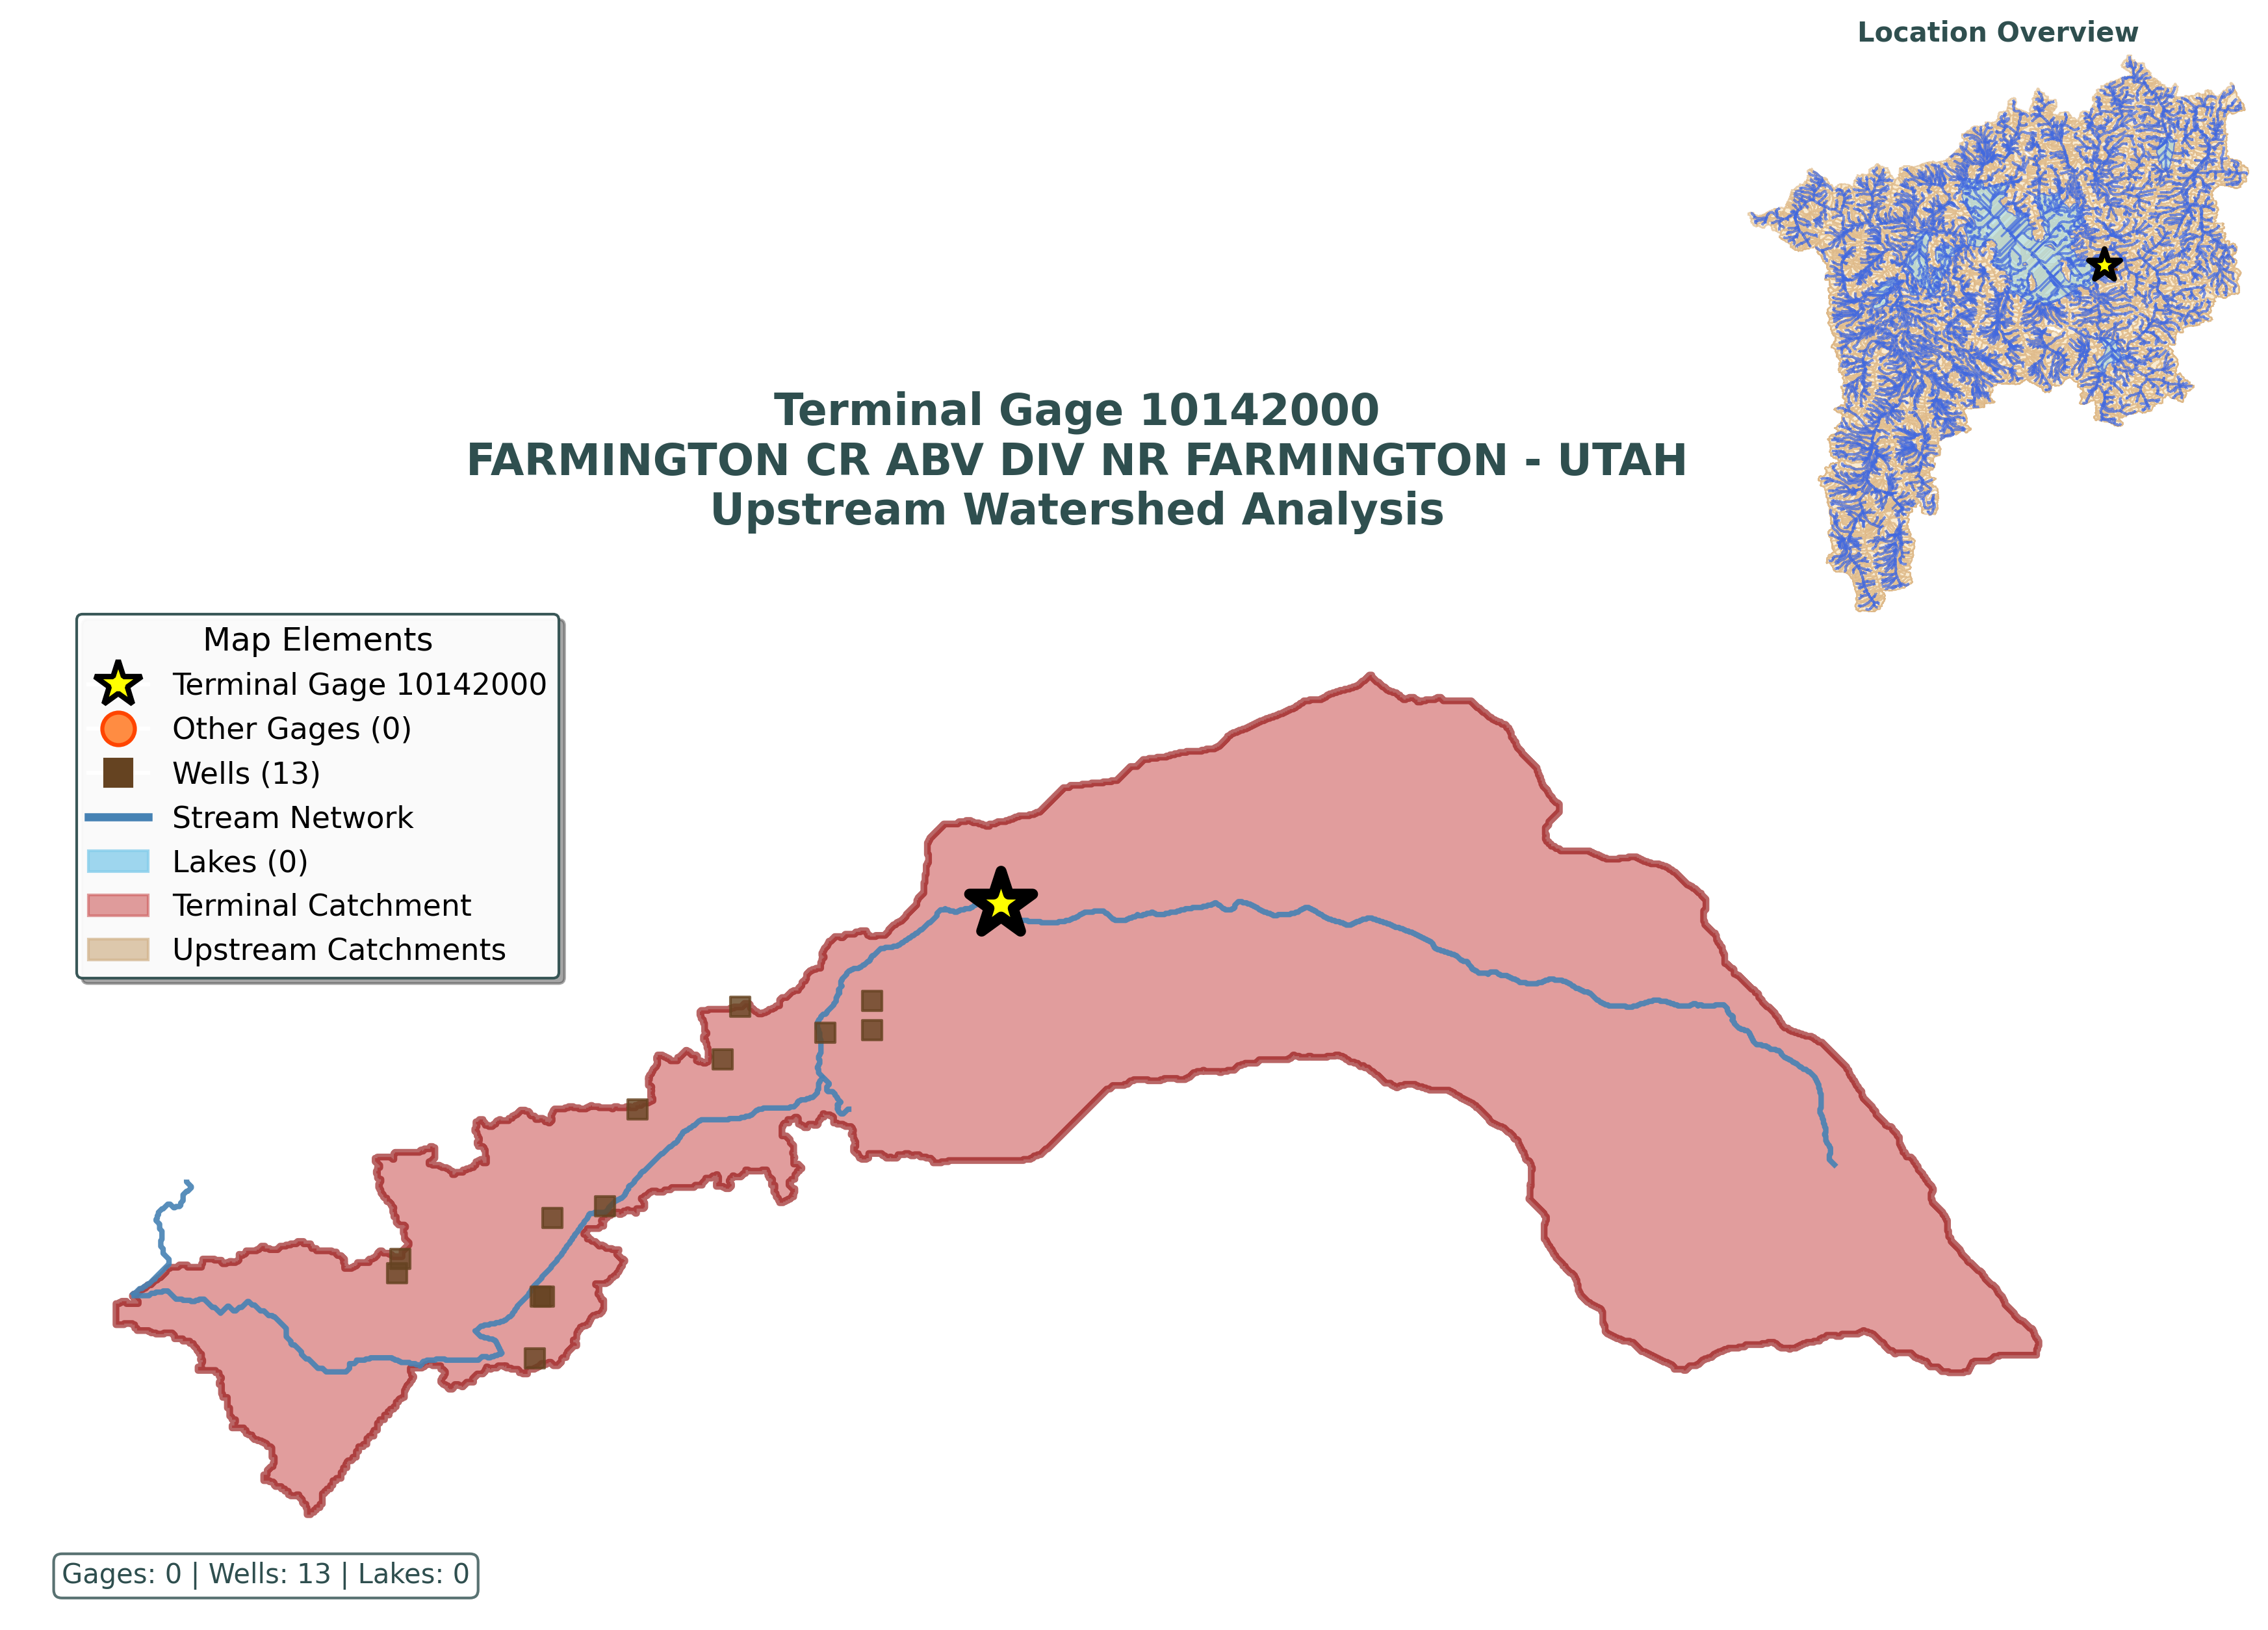 Location Overview
Terminal Gage 10142000
FARMINGTON CR ABV DIV NR FARMINGTON - UTAH
Upstream Watershed Analysis
Map Elements
Terminal Gage 10142000
Other Gages (0)
Wells (13)
Stream Network
Lakes (0)
Terminal Catchment
Upstream Catchments
Gages: 0 | Wells: 13 | Lakes: 0